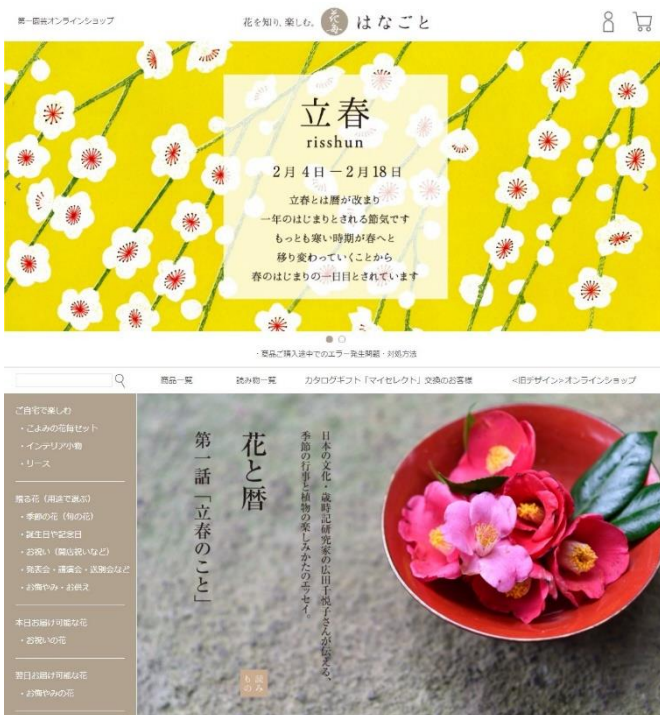 第一園芸オンラインショップ
花を知り、楽しむ。
花毎
はなごと
立春
risshun
2月4日―2月18日
立春とは暦が改まり
一年のはじまりとされる節気です
もっとも寒い時期が春へと
移り変わっていくことから
春のはじまりの一日目とされています
・商品ご購入途中でのエラー発生問題・対処方法
商品一覧
読み物一覧
カタログギフト「マイセレクト」交換のお客様
<旧デザイン>オンラインショップ
ご自宅で楽しむ
・こよみの花毎セット
・インテリア小物
・リース
贈る花（用途で選ぶ）
・季節の花（旬の花）
・誕生日や記念日
・お祝い（開店祝いなど）
・発表会・講演会・送別会など
・お悔やみ・お供え
本日お届け可能な花
・お祝いの花
翌日お届け可能な花
・お悔やみの花
日本の文化・歳時記研究家の広田千悦子さんが伝える、
季節の行事と植物の楽しみかたのエッセイ。
花と暦
第一話「立春のこと」
読み
もの